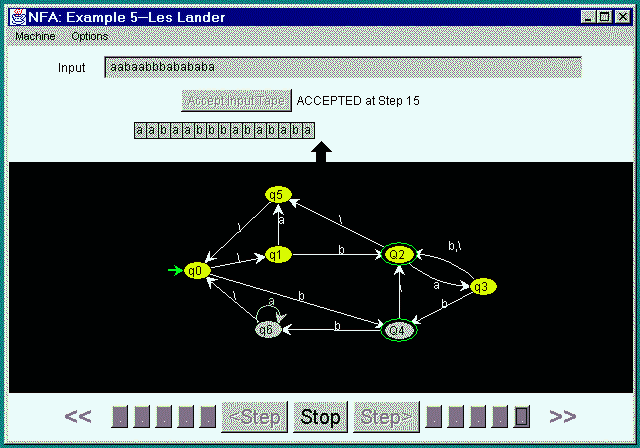 NFA: Example 5--Les Lander
Machine Options
Input aabaabbbabababa
Accept Input Tape ACCEPTED at Step 15
a a b a a b b b a b a b a b a
q5
\ a \
q1 b Q2 b,\
\
q0 a q3
b b
\ a \
q6 b Q4
<< . . . . . <Step Stop Step> . . . . . >>